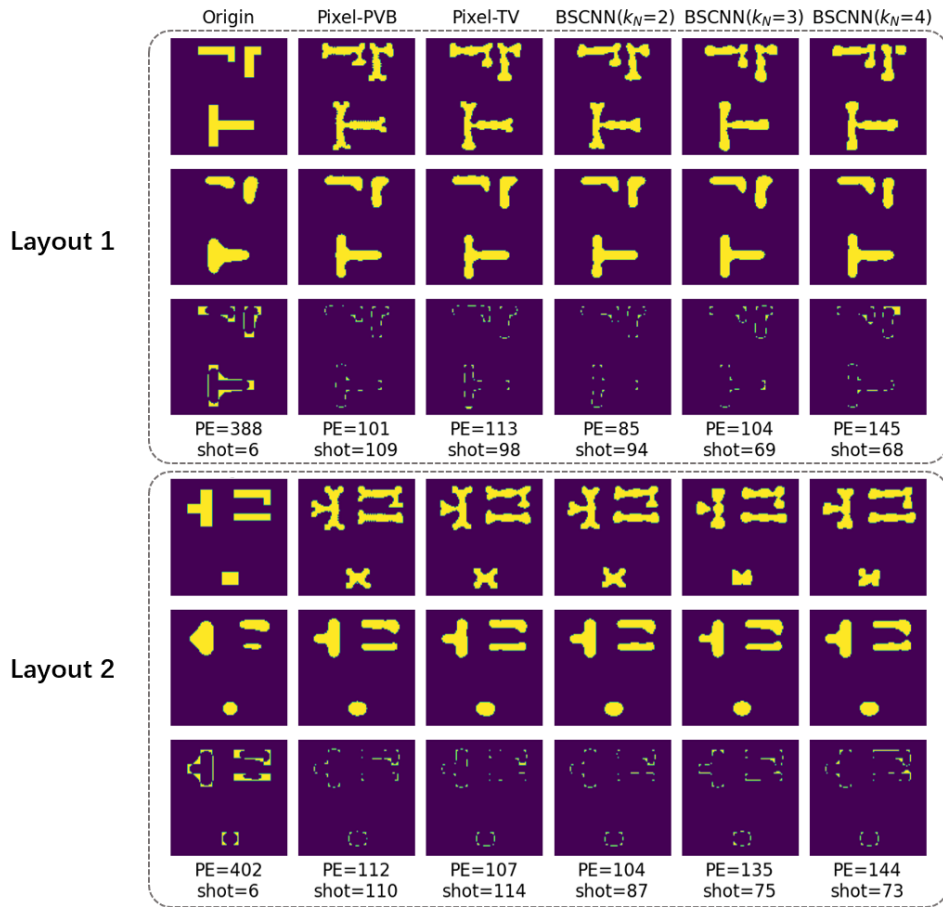 Origin Pixel-PVB Pixel-TV BSCNN(k_N=2) BSCNN(k_N=3) BSCNN(k_N=4)
Layout 1
PE=388 PE=101 PE=113 PE=85 PE=104 PE=145
shot=6 shot=109 shot=98 shot=94 shot=69 shot=68
Layout 2
PE=402 PE=112 PE=107 PE=104 PE=135 PE=144
shot=6 shot=110 shot=114 shot=87 shot=75 shot=73